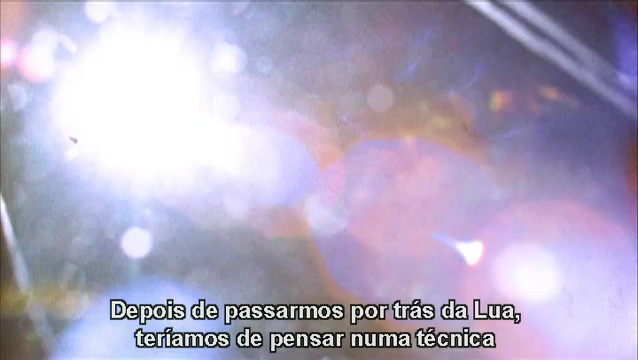 Depois de passarmos por trás da Lua,
teríamos de pensar numa técnica